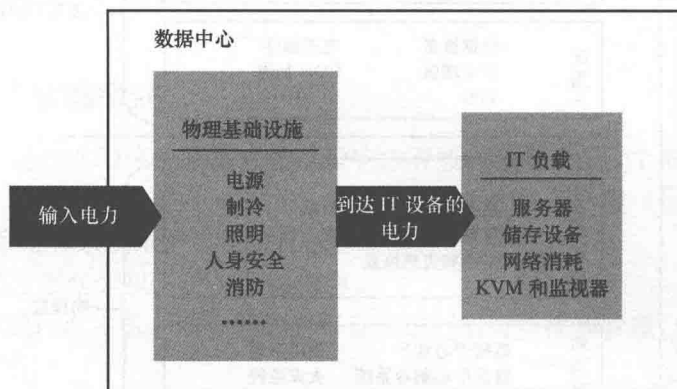 数据中心
物理基础设施
电源
制冷
照明
人身安全
消防
……
输入电力
到达 IT 设备的
电力
IT 负载
服务器
储存设备
网络消耗
KVM 和监视器